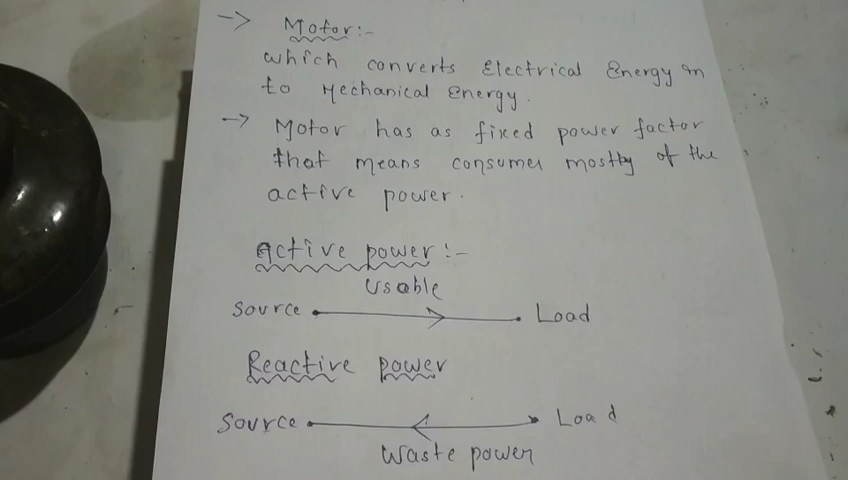 → Motor:-
which converts Electrical Energy in
to Mechanical Energy.
→ Motor has as fixed power factor
that means consumer mostly of the
active power.
Active power:-
Usable
Source Load
Reactive power
Source Load
Waste power